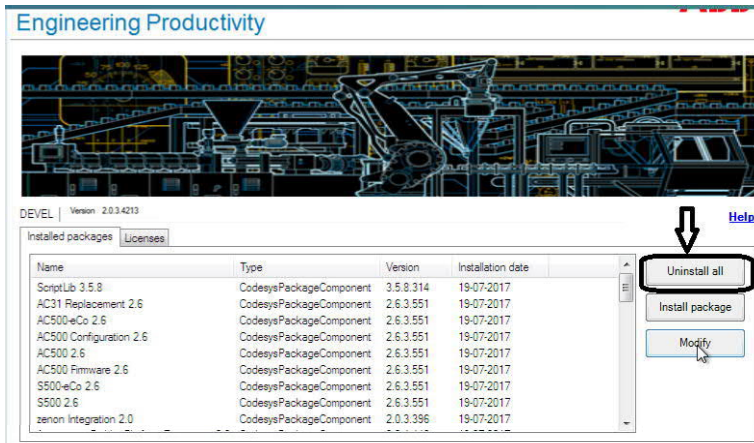 Engineering Productivity
DEVEL | Version 2.0.3.4213
Help
Installed packages Licenses
Name Type Version Installation date
ScriptLib 3.5.8 CodesysPackageComponent 3.5.8.314 19-07-2017
AC31 Replacement 2.6 CodesysPackageComponent 2.6.3.551 19-07-2017
AC500-eCo 2.6 CodesysPackageComponent 2.6.3.551 19-07-2017
AC500 Configuration 2.6 CodesysPackageComponent 2.6.3.551 19-07-2017
AC500 2.6 CodesysPackageComponent 2.6.3.551 19-07-2017
AC500 Firmware 2.6 CodesysPackageComponent 2.6.3.551 19-07-2017
S500-eCo 2.6 CodesysPackageComponent 2.6.3.551 19-07-2017
S500 2.6 CodesysPackageComponent 2.6.3.551 19-07-2017
zenon Integration 2.0 CodesysPackageComponent 2.0.3.396 19-07-2017
Uninstall all
Install package
Modify